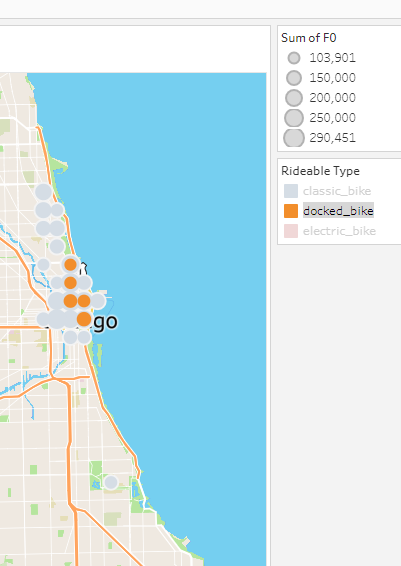 Sum of F0
103,901
150,000
200,000
250,000
290,451
Rideable Type
classic_bike
docked_bike
electric_bike
go